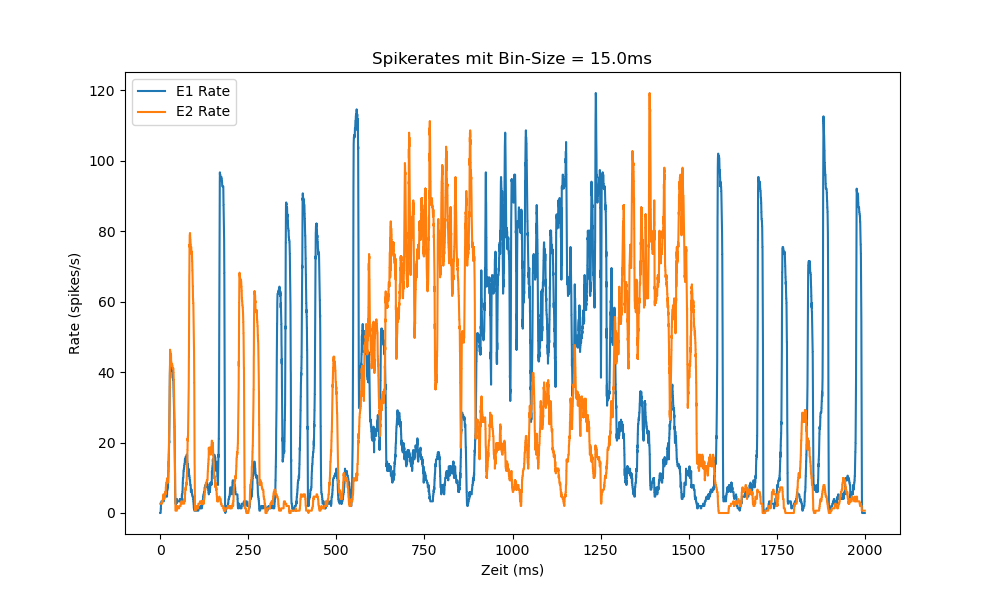 Spikerates mit Bin-Size = 15.0ms
E1 Rate
E2 Rate
120
100
80
60
40
20
0
Rate (spikes/s)
0 250 500 750 1000 1250 1500 1750 2000
Zeit (ms)